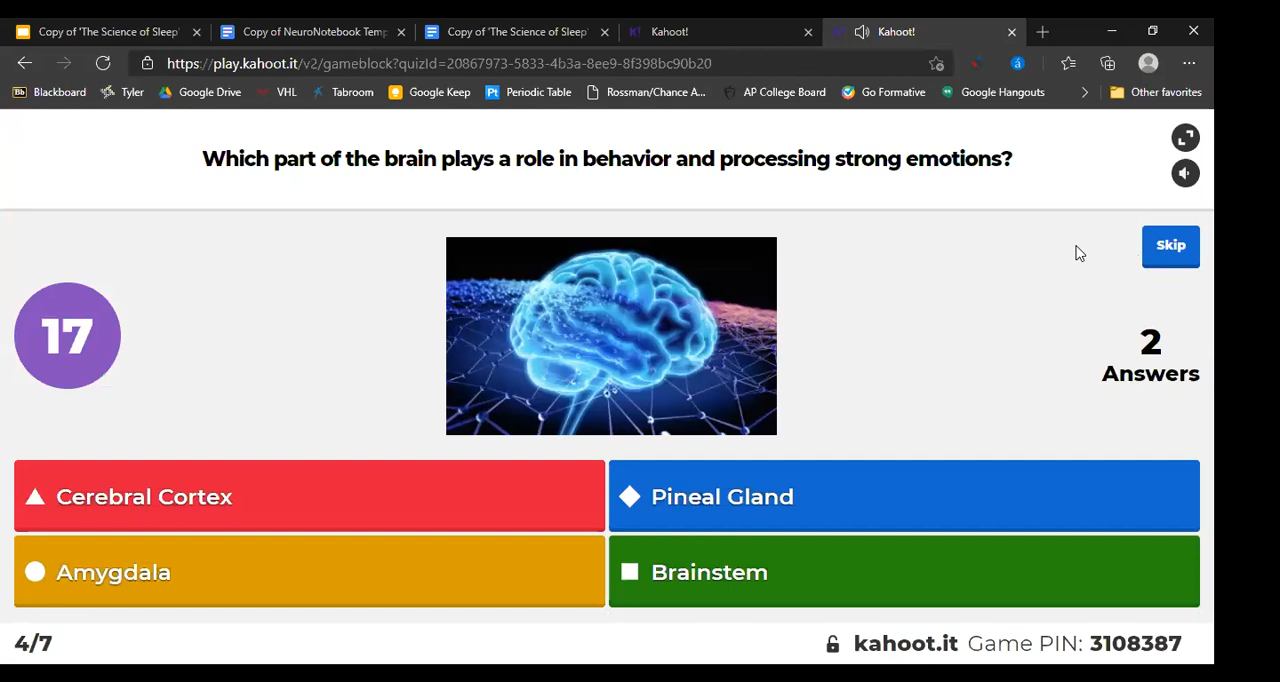 Copy of 'The Science of Sleep'
Copy of NeuroNotebook Temp
Copy of 'The Science of Sleep'
K! Kahoot!
Kahoot!
https://play.kahoot.it/v2/gameblock?quizId=20867973-5833-4b3a-8ee9-8f398bc90b20
Bb Blackboard Tyler Google Drive VHL Tabroom Google Keep Pt Periodic Table Rossman/Chance A... AP College Board Go Formative Google Hangouts Other favorites
Which part of the brain plays a role in behavior and processing strong emotions?
Skip
17
2
Answers
Cerebral Cortex
Pineal Gland
Amygdala
Brainstem
4/7
kahoot.it Game PIN: 3108387